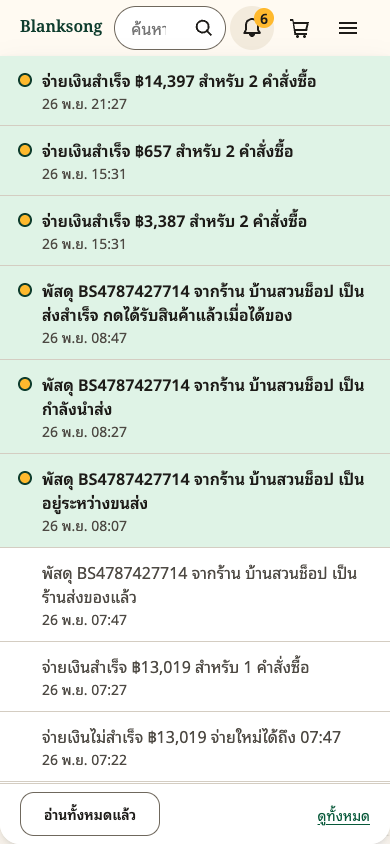 Blanksong
ค้นหา
6
จ่ายเงินสำเร็จ ฿14,397 สำหรับ 2 คำสั่งซื้อ
26 พ.ย. 21:27
จ่ายเงินสำเร็จ ฿657 สำหรับ 2 คำสั่งซื้อ
26 พ.ย. 15:31
จ่ายเงินสำเร็จ ฿3,387 สำหรับ 2 คำสั่งซื้อ
26 พ.ย. 15:31
พัสดุ BS4787427714 จากร้าน บ้านสวนช็อป เป็น
ส่งสำเร็จ กดได้รับสินค้าแล้วเมื่อได้ของ
26 พ.ย. 08:47
พัสดุ BS4787427714 จากร้าน บ้านสวนช็อป เป็น
กำลังนำส่ง
26 พ.ย. 08:27
พัสดุ BS4787427714 จากร้าน บ้านสวนช็อป เป็น
อยู่ระหว่างขนส่ง
26 พ.ย. 08:07
พัสดุ BS4787427714 จากร้าน บ้านสวนช็อป เป็น
ร้านส่งของแล้ว
26 พ.ย. 07:47
จ่ายเงินสำเร็จ ฿13,019 สำหรับ 1 คำสั่งซื้อ
26 พ.ย. 07:27
จ่ายเงินไม่สำเร็จ ฿13,019 จ่ายใหม่ได้ถึง 07:47
26 พ.ย. 07:22
อ่านทั้งหมดแล้ว
ดูทั้งหมด